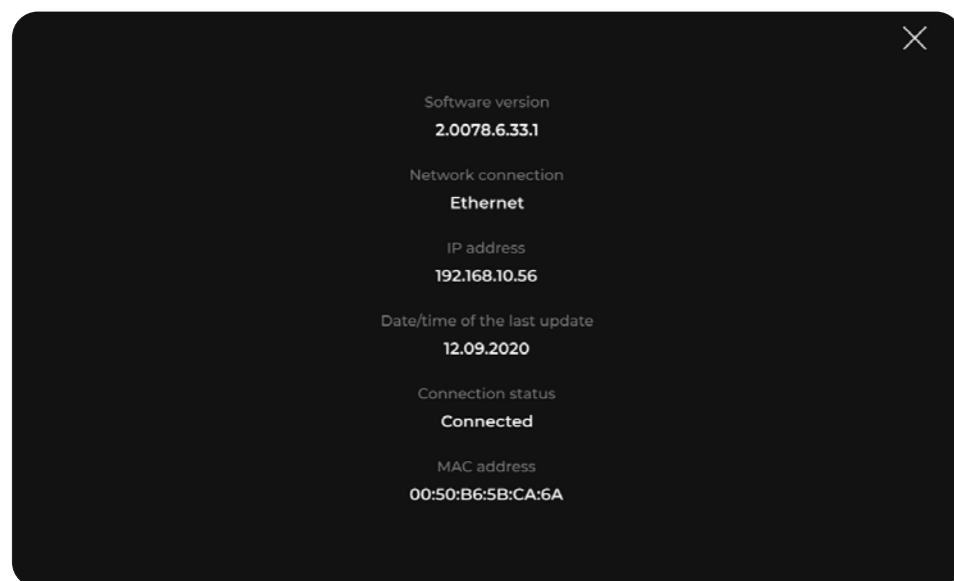 Software version
2.0078.6.33.1
Network connection
Ethernet
IP address
192.168.10.56
Date/time of the last update
12.09.2020
Connection status
Connected
MAC address
00:50:B6:5B:CA:6A